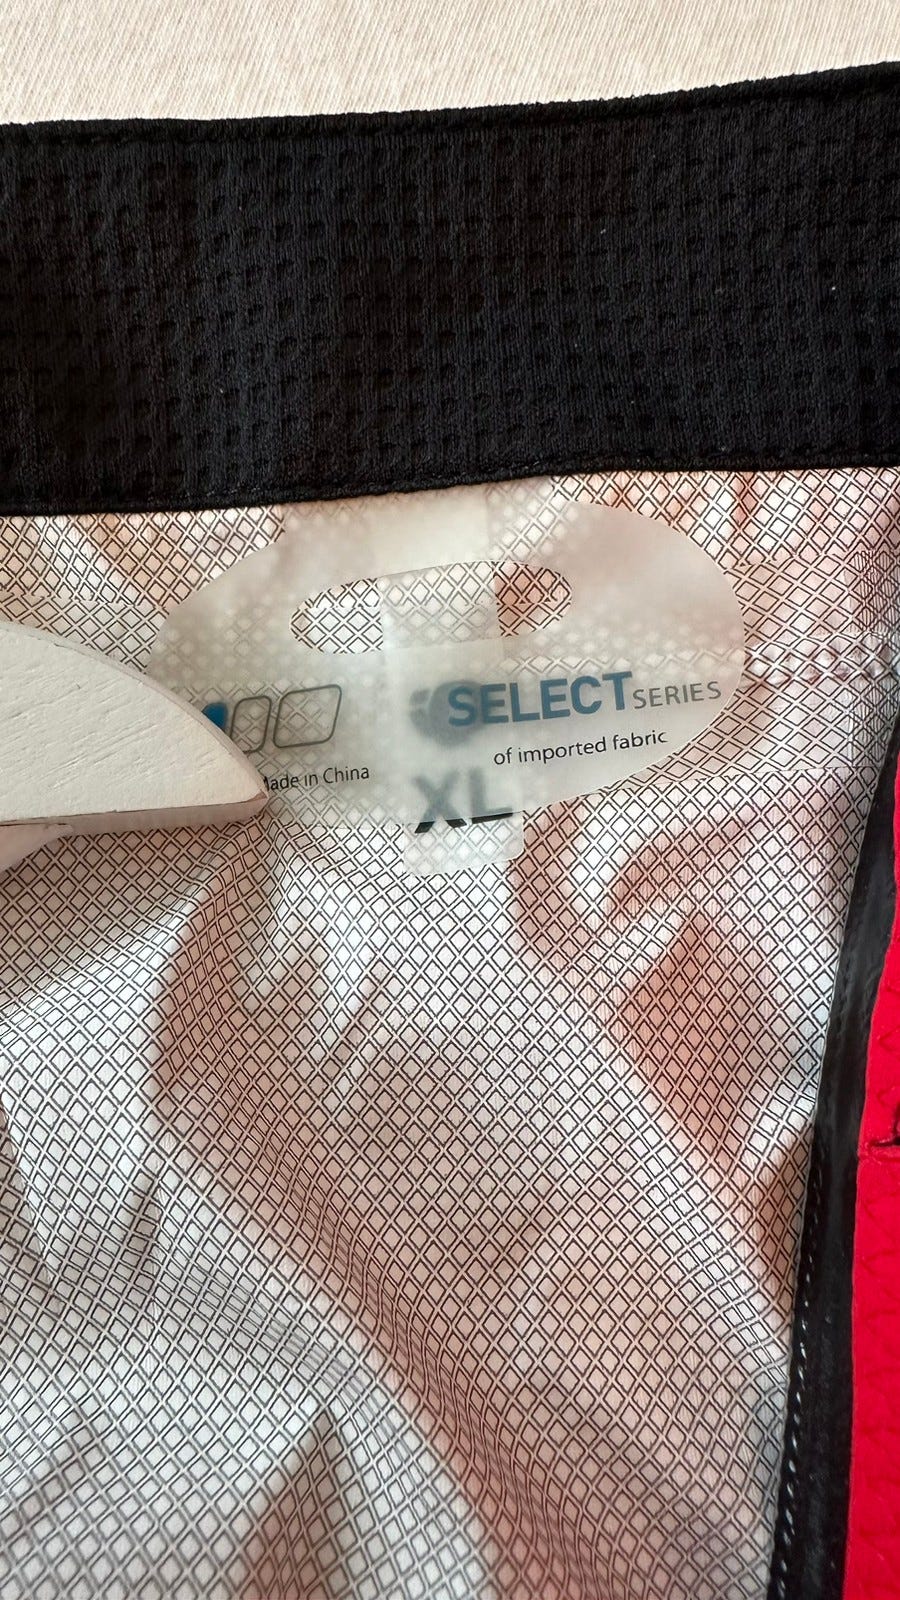 SELECT SERIES
of imported fabric
Made in China
XL